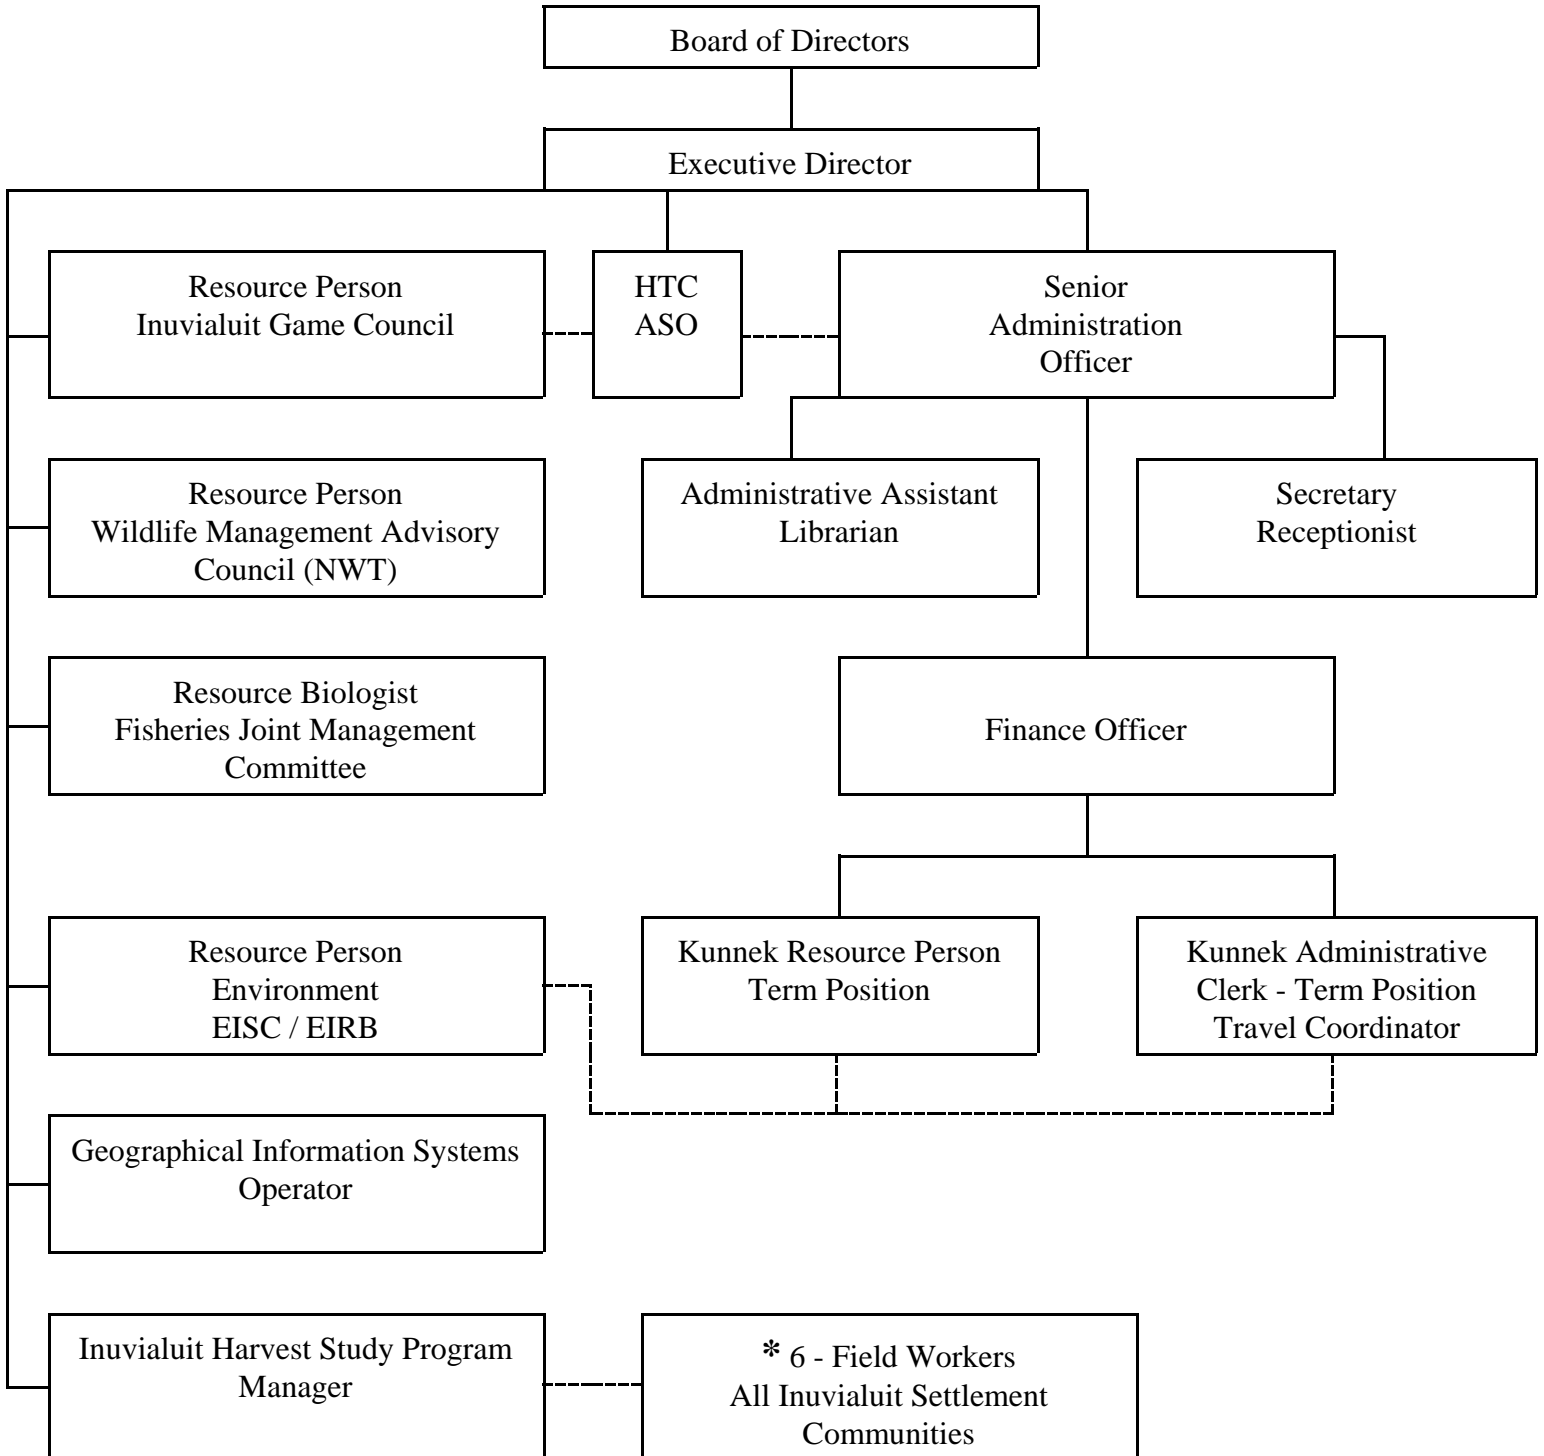 Board of Directors
Executive Director
Resource Person
Inuvialuit Game Council
HTC
ASO
Senior
Administration
Officer
Resource Person
Wildlife Management Advisory
Council (NWT)
Administrative Assistant
Librarian
Secretary
Receptionist
Resource Biologist
Fisheries Joint Management
Committee
Finance Officer
Resource Person
Environment
EISC / EIRB
Kunnek Resource Person
Term Position
Kunnek Administrative
Clerk - Term Position
Travel Coordinator
Geographical Information Systems
Operator
Inuvialuit Harvest Study Program
Manager
* 6 - Field Workers
All Inuvialuit Settlement
Communities